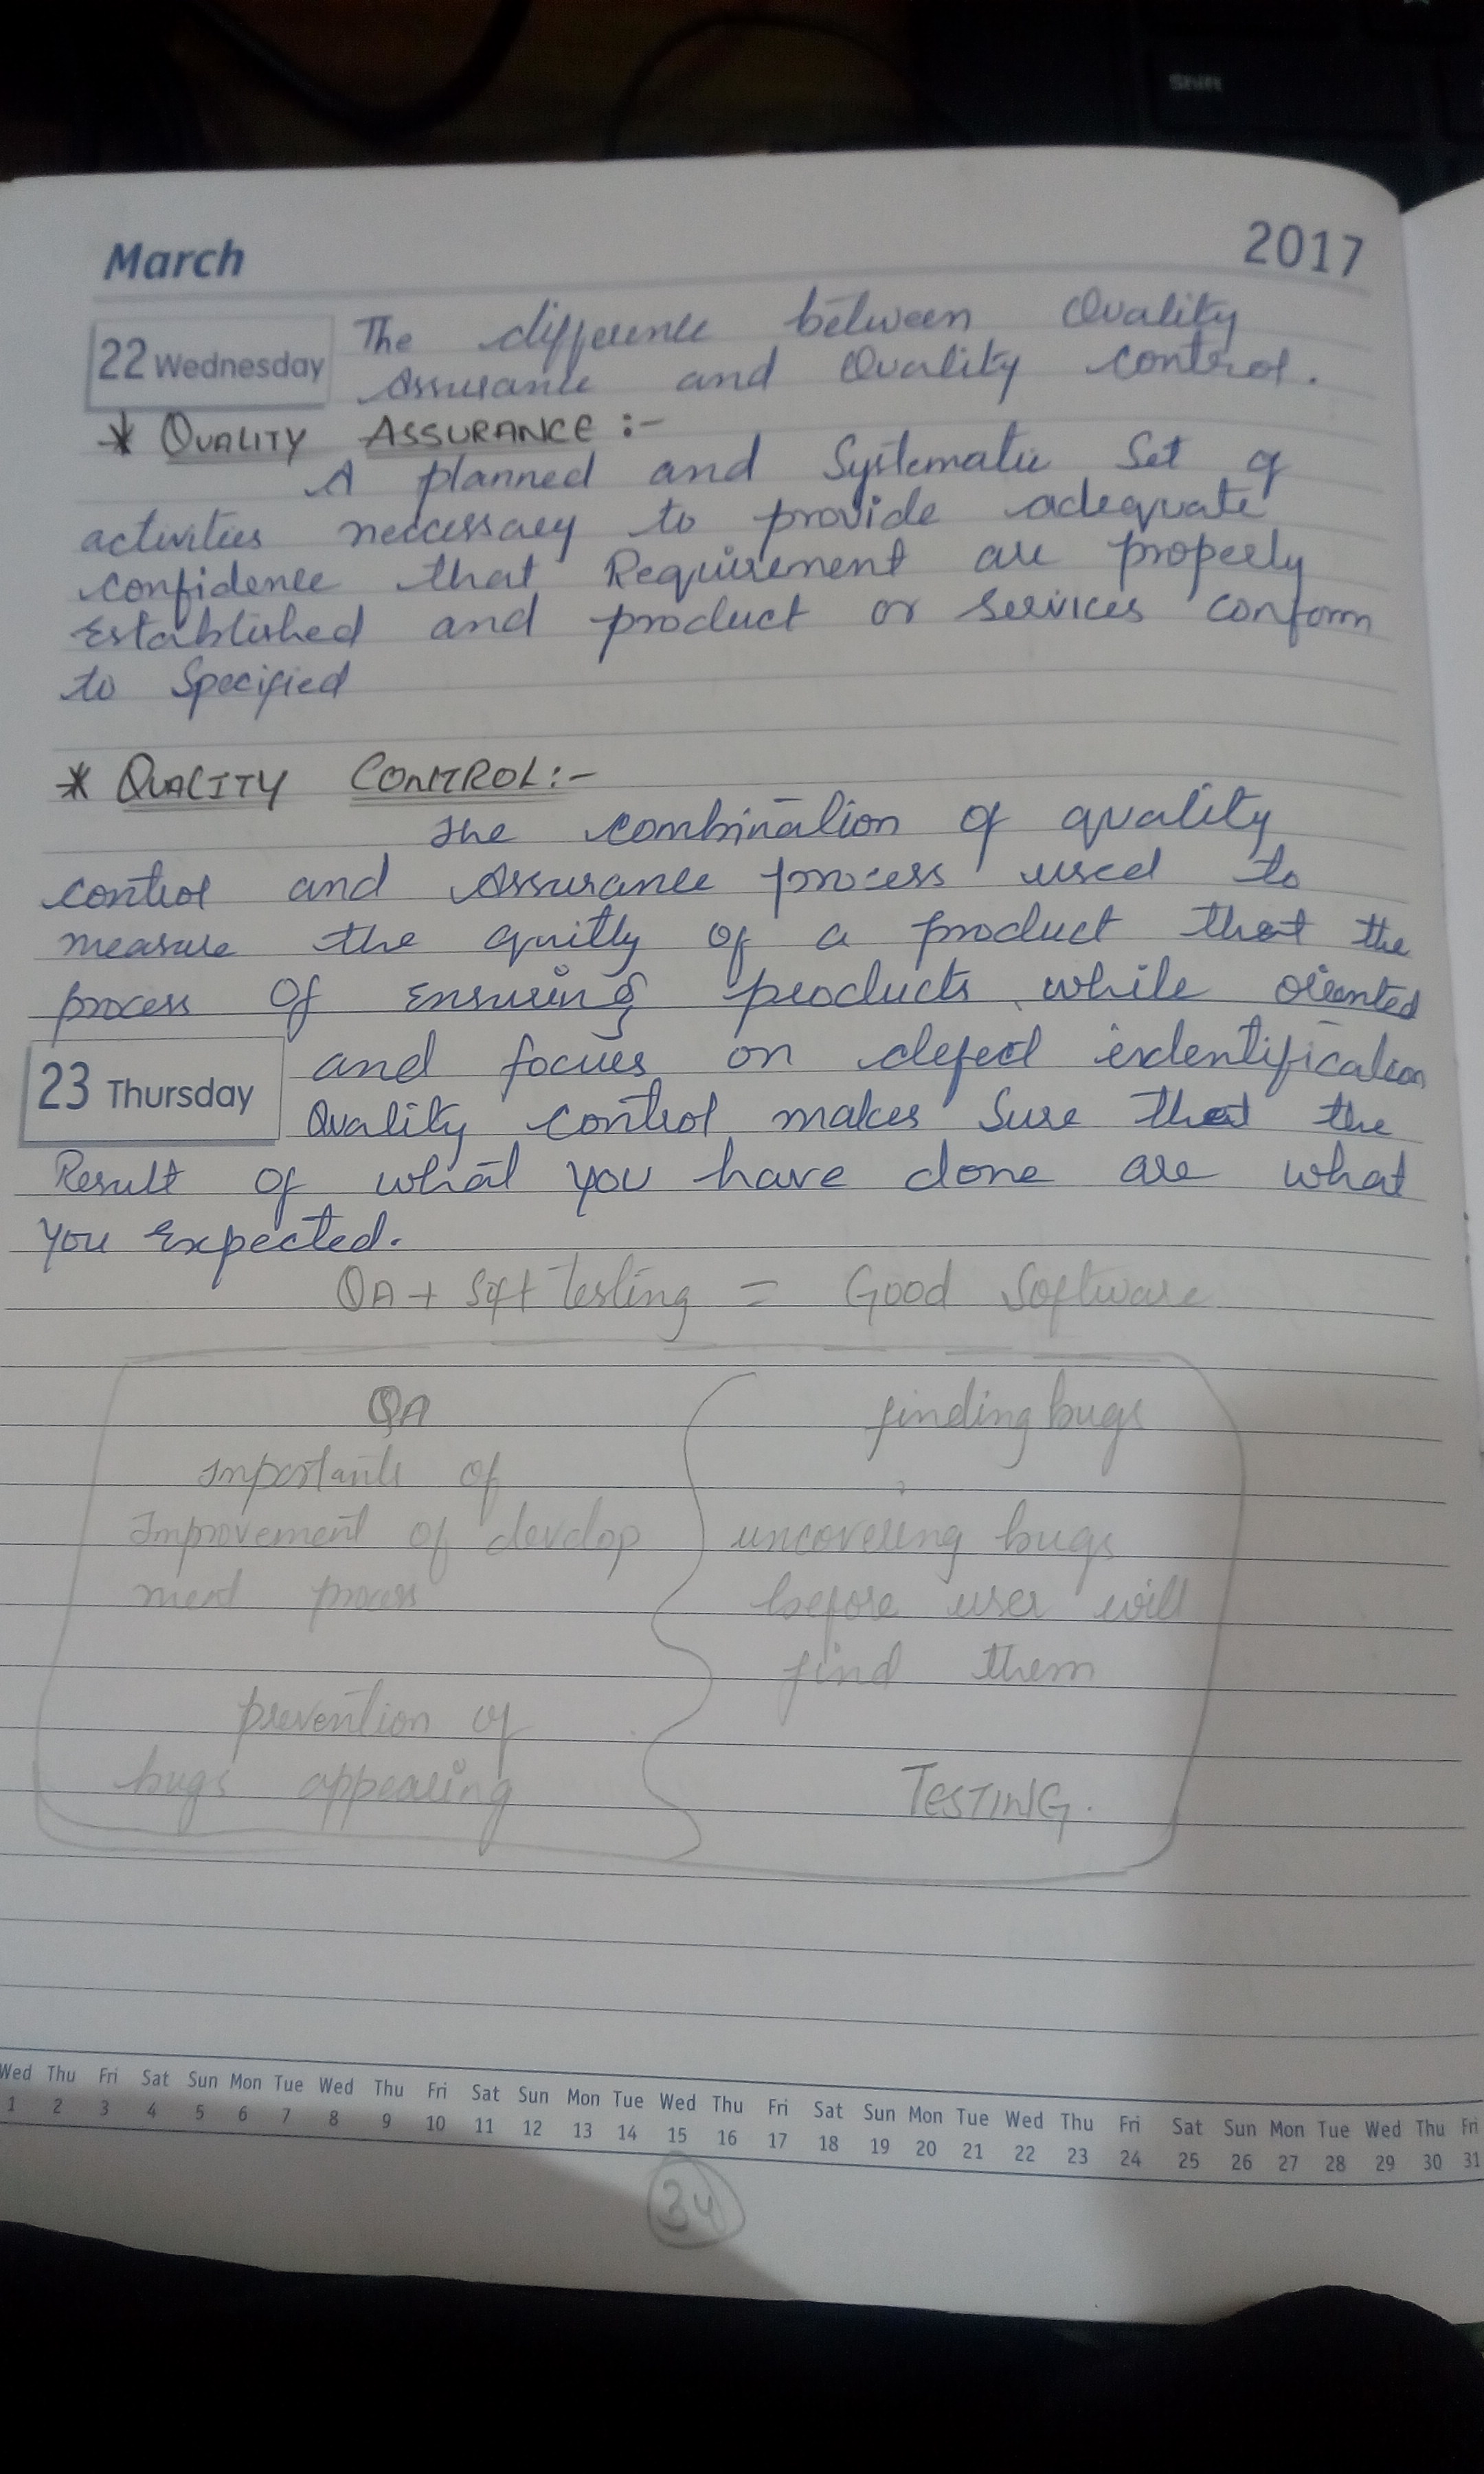 Shift
March 2017
22 Wednesday The difference between Quality
Assurance and Quality control.
* QUALITY ASSURANCE :-
A planned and Systematic Set of
activities neccessary to provide adequate
confidence that Requirement are properly
Established and product or services conform
to Specified
* QUALITY CONTROL:-
The combination of quality
control and Assurance process used to
measure the quitly of a product that the
process of Ensuring products while oriented
23 Thursday and focues on defect identification
Quality control makes Sure that the
Result of what you have done are what
you Expected.
QA + Soft testing = Good Software
QA
importants of
Improvement of develop
ment process
prevention of
bugs appearing
finding bugs
uncovering bugs
before user will
find them
TESTING.
Wed Thu Fri Sat Sun Mon Tue Wed Thu Fri Sat Sun Mon Tue Wed Thu Fri Sat Sun Mon Tue Wed Thu Fri Sat Sun Mon Tue Wed Thu Fri
1 2 3 4 5 6 7 8 9 10 11 12 13 14 15 16 17 18 19 20 21 22 23 24 25 26 27 28 29 30 31
34